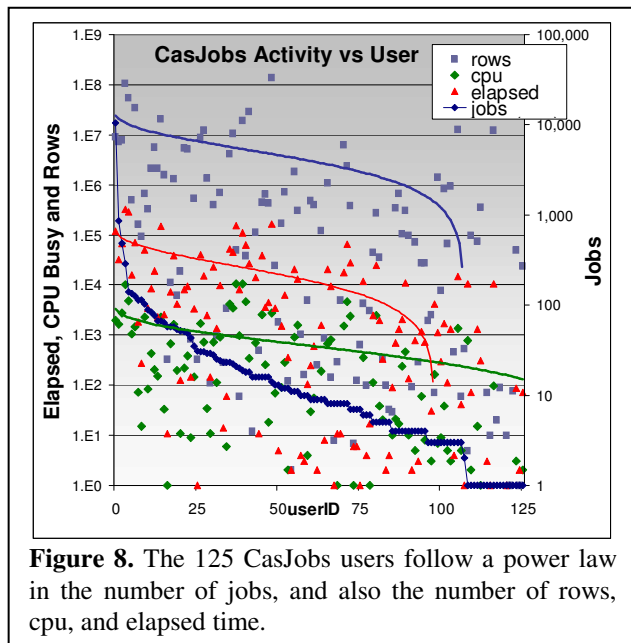 CasJobs Activity vs User
rows
cpu
elapsed
jobs
Elapsed, CPU Busy and Rows
1.E9
1.E8
1.E7
1.E6
1.E5
1.E4
1.E3
1.E2
1.E1
1.E0
100,000
10,000
1,000
100
10
1
Jobs
0 25 50 userID 75 100 125
Figure 8. The 125 CasJobs users follow a power law
in the number of jobs, and also the number of rows,
cpu, and elapsed time.